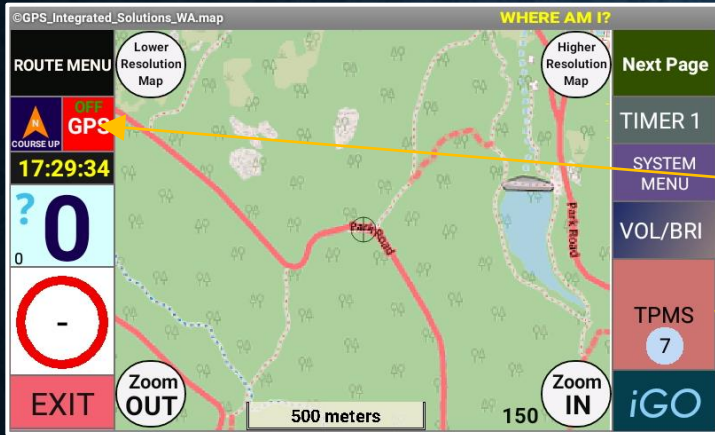 ©GPS_Integrated_Solutions_WA.map
WHERE AM I?
ROUTE MENU
Lower
Resolution
Map
Higher
Resolution
Map
Next Page
N
COURSE UP
OFF
GPS
TIMER 1
17:29:34
SYSTEM
MENU
?
0
0
Park Road
Park Road
VOL/BRI
-
TPMS
7
EXIT
Zoom
OUT
500 meters
150
Zoom
IN
iGO